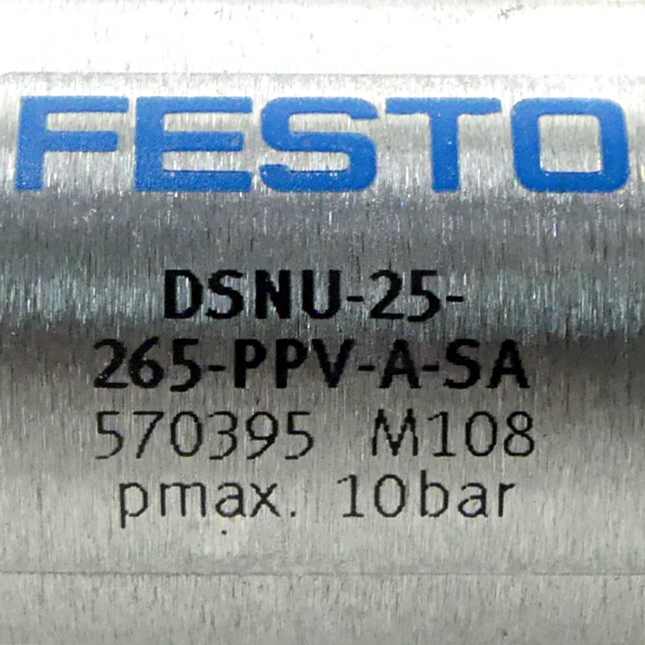 FESTO
DSNU-25-
265-PPV-A-SA
570395 M108
pmax. 10bar